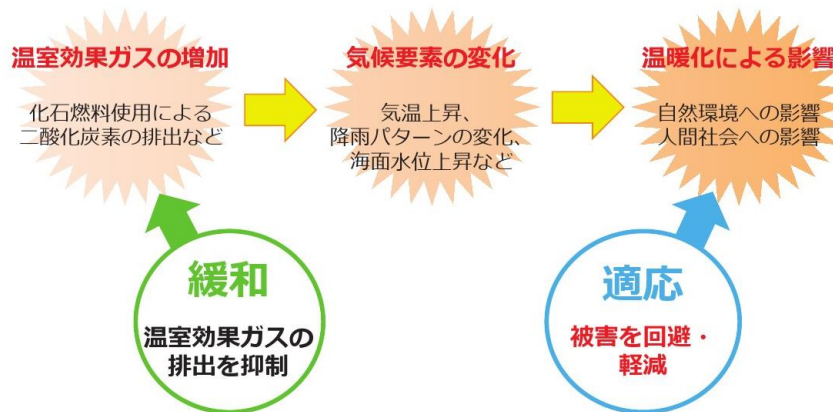 温室効果ガスの増加
化石燃料使用による
二酸化炭素の排出など
気候要素の変化
気温上昇、
降雨パターンの変化、
海面水位上昇など
温暖化による影響
自然環境への影響
人間社会への影響
緩和
温室効果ガスの
排出を抑制
適応
被害を回避・
軽減